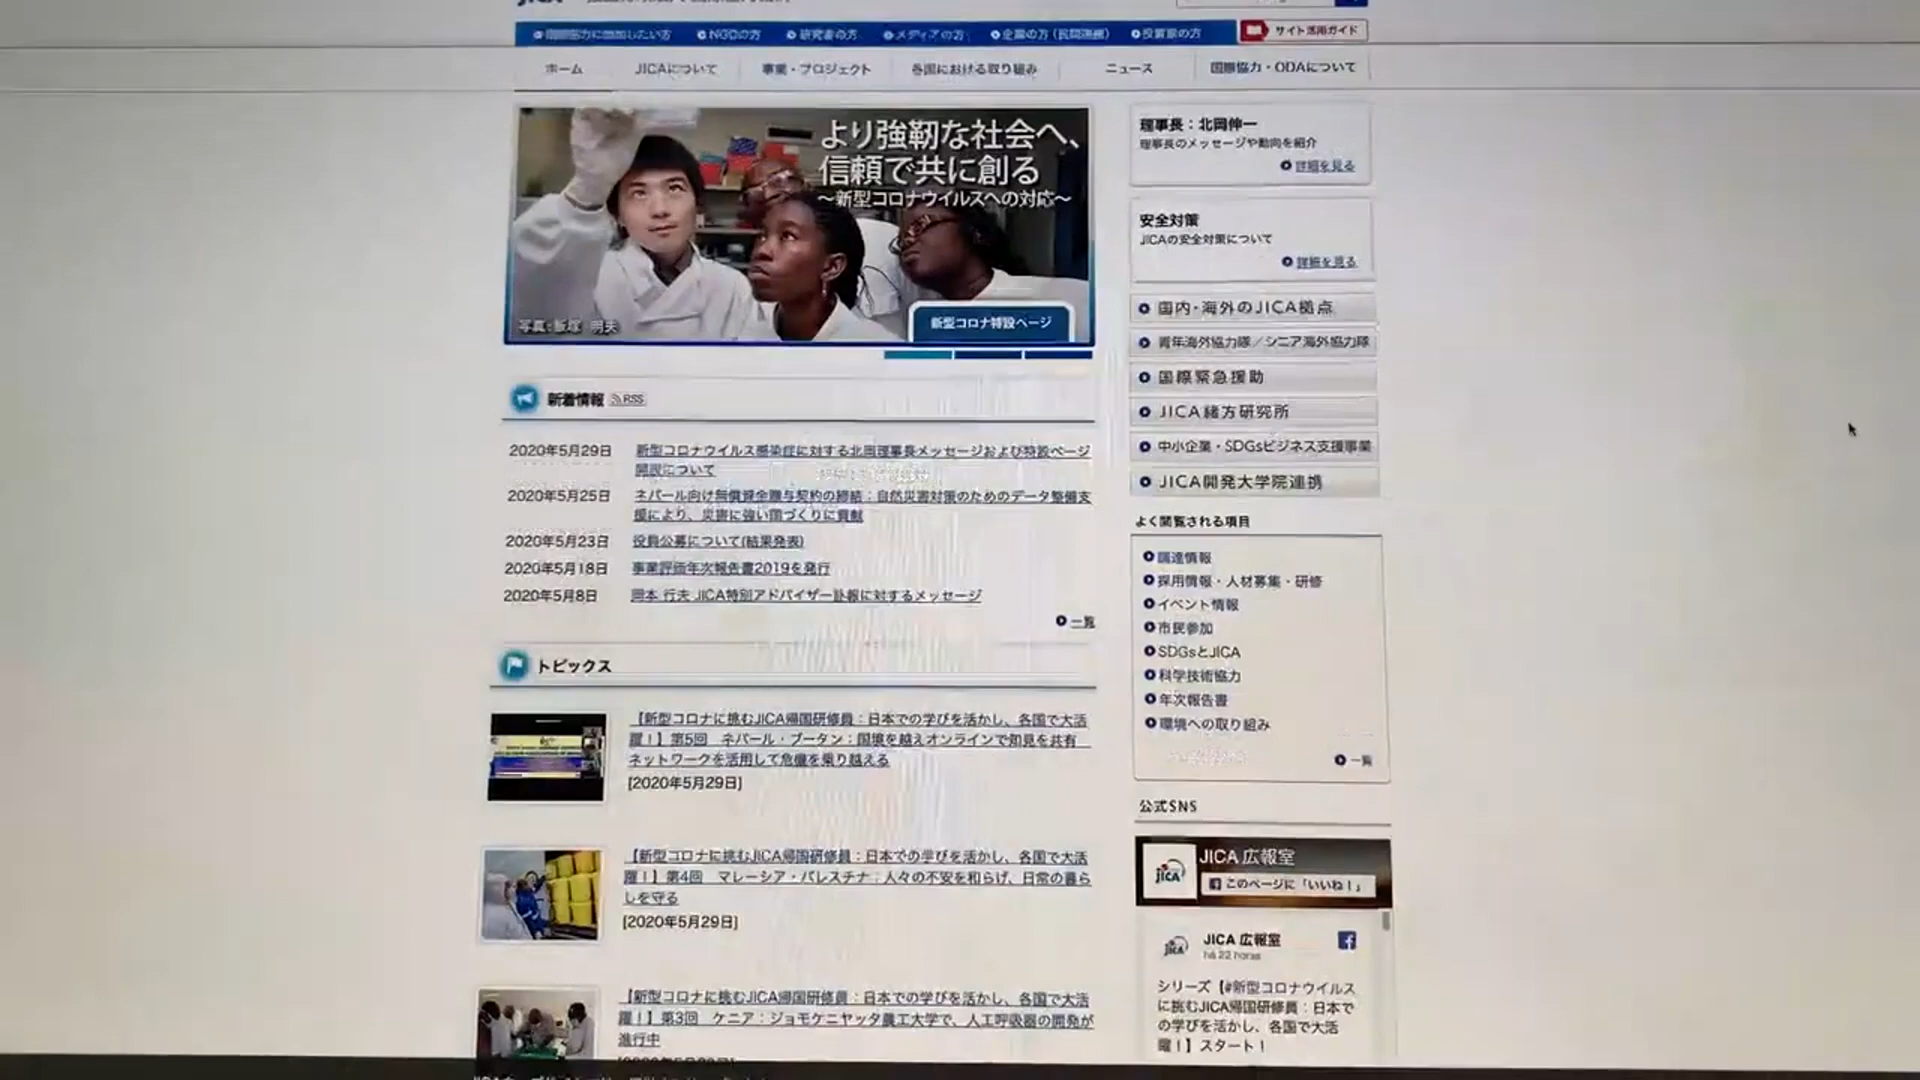 NGOの方
研究者の方
メディアの方
企業の方（民間連携）
投資家の方
サイト活用ガイド
ホーム
JICAについて
事業・プロジェクト
各国における取り組み
ニュース
国際協力・ODAについて
より強靭な社会へ、
信頼で共に創る
～新型コロナウイルスへの対応～
写真：飯塚 明夫
新型コロナ特設ページ
新着情報 RSS
2020年5月29日 新型コロナウイルス感染症に対する北岡理事長メッセージおよび特設ページ
開設について
2020年5月25日 ネパール向け無償資金贈与契約の締結：自然災害対策のためのデータ整備支
援により、災害に強い国づくりに貢献
2020年5月23日 役員公募について(結果発表)
2020年5月18日 事業評価年次報告書2019を発行
2020年5月8日 岡本 行夫 JICA特別アドバイザー訃報に対するメッセージ
一覧
トピックス
【新型コロナに挑むJICA帰国研修員：日本での学びを活かし、各国で大活
躍！】第5回 ネパール・ブータン：国境を越えオンラインで知見を共有
ネットワークを活用して危機を乗り越える
[2020年5月29日]
【新型コロナに挑むJICA帰国研修員：日本での学びを活かし、各国で大活
躍！】第4回 マレーシア・パレスチナ：人々の不安を和らげ、日常の暮ら
しを守る
[2020年5月29日]
【新型コロナに挑むJICA帰国研修員：日本での学びを活かし、各国で大活
躍！】第3回 ケニア：ジョモケニヤッタ農工大学で、人工呼吸器の開発が
進行中
理事長：北岡伸一
理事長のメッセージや動向を紹介
詳細を見る
安全対策
JICAの安全対策について
詳細を見る
国内・海外のJICA拠点
青年海外協力隊／シニア海外協力隊
国際緊急援助
JICA緒方研究所
中小企業・SDGsビジネス支援事業
JICA開発大学院連携
よく閲覧される項目
調達情報
採用情報・人材募集・研修
イベント情報
市民参加
SDGsとJICA
科学技術協力
年次報告書
環境への取り組み
一覧
公式SNS
JICA 広報室
このページに「いいね！」
JICA 広報室
há 22 horas
シリーズ【#新型コロナウイルス
に挑むJICA帰国研修員：日本で
の学びを活かし、各国で大活
躍！】スタート！